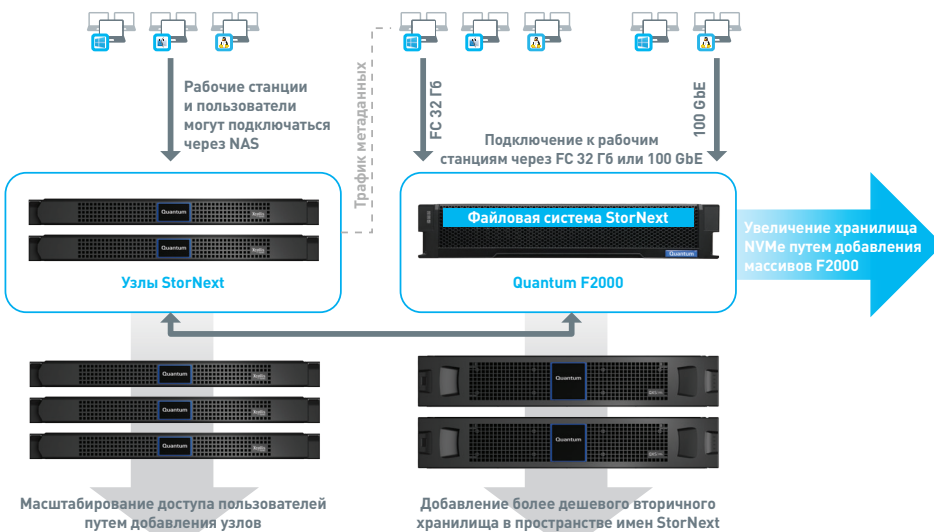 Рабочие станции
и пользователи
могут подключаться
через NAS
Трафик метаданных
FC 32 Гб
100 GbE
Подключение к рабочим
станциям через FC 32 Гб или 100 GbE
Quantum
Quantum
Узлы StorNext
Файловая система StorNext
Quantum
Quantum F2000
Увеличение хранилища
NVMe путем добавления
массивов F2000
Quantum
Quantum
Quantum
Quantum
Quantum
Масштабирование доступа пользователей
путем добавления узлов
Добавление более дешевого вторичного
хранилища в пространстве имен StorNext